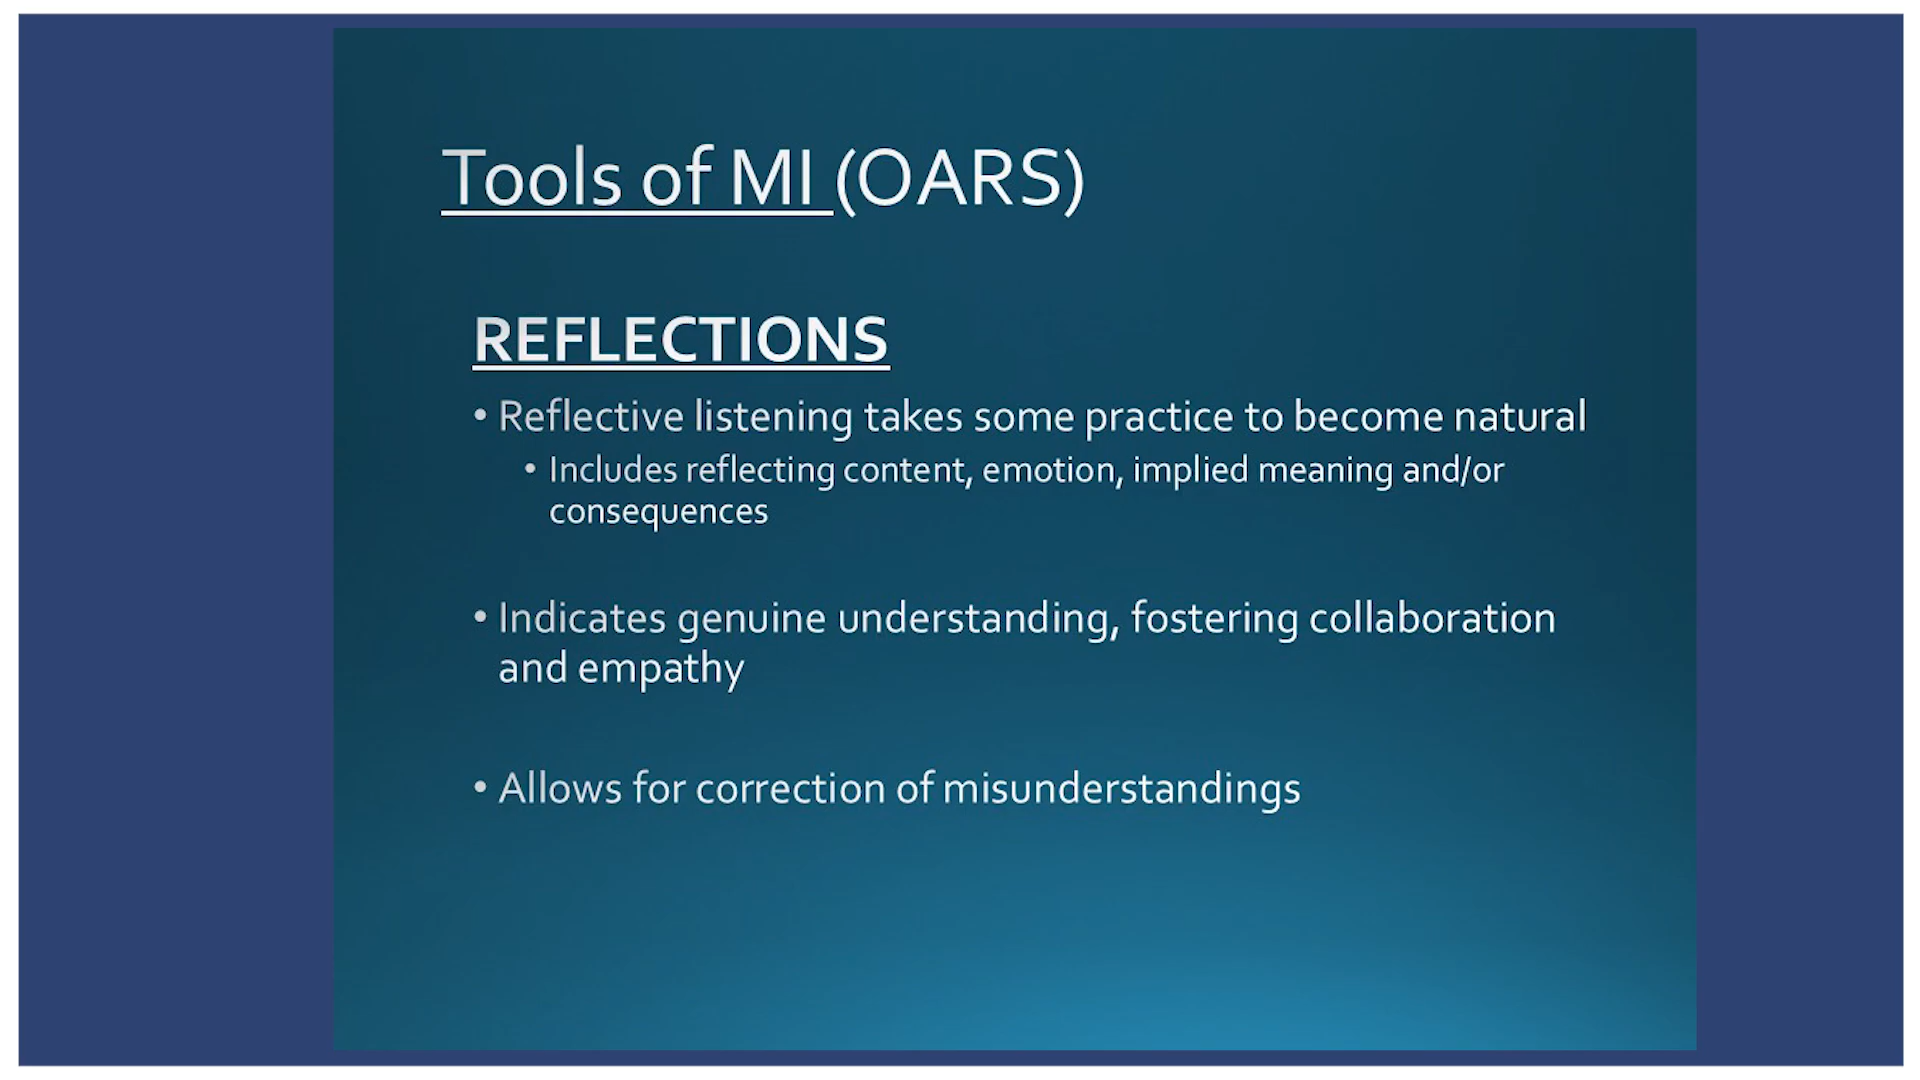 Tools of MI (OARS)
REFLECTIONS
• Reflective listening takes some practice to become natural
• Includes reflecting content, emotion, implied meaning and/or
consequences
• Indicates genuine understanding, fostering collaboration
and empathy
• Allows for correction of misunderstandings